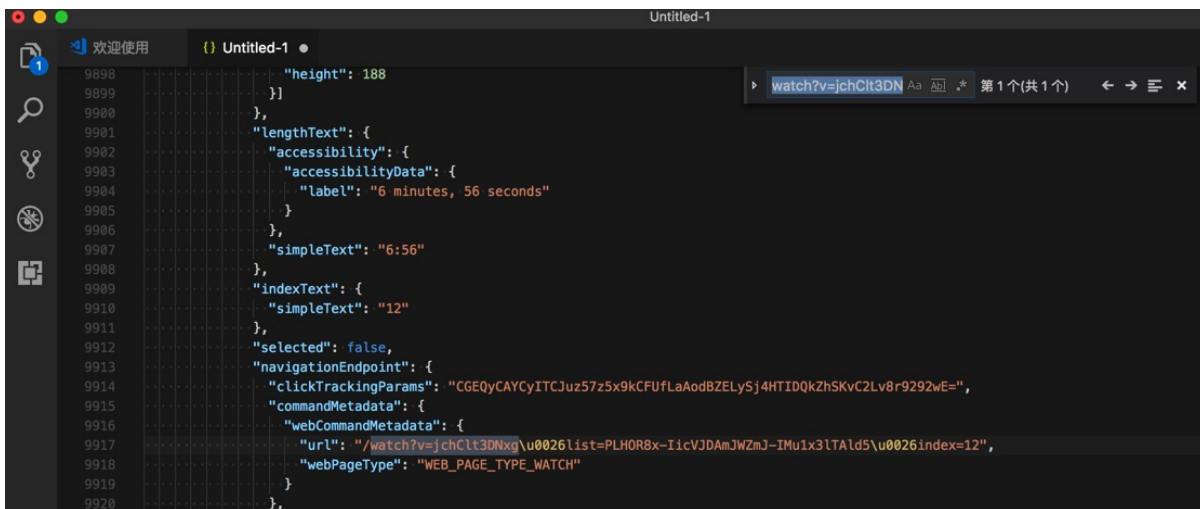 Untitled-1
欢迎使用
{} Untitled-1 ●
1
watch?v=jchClt3DN Aa Abl .* 第1个(共1个)
9898 "height": 188
9899 }]
9900 },
9901 "lengthText": {
9902 "accessibility": {
9903 "accessibilityData": {
9904 "label": "6 minutes, 56 seconds"
9905 }
9906 },
9907 "simpleText": "6:56"
9908 },
9909 "indexText": {
9910 "simpleText": "12"
9911 },
9912 "selected": false,
9913 "navigationEndpoint": {
9914 "clickTrackingParams": "CGEQyCAYCyITCJuz57z5x9kCFUfLaAodBZELySj4HTIDQkZhSKvC2Lv8r9292wE=",
9915 "commandMetadata": {
9916 "webCommandMetadata": {
9917 "url": "/watch?v=jchClt3DNxg\u0026list=PLHOR8x-IicVJDAmJWZmJ-IMu1x3lTAld5\u0026index=12",
9918 "webPageType": "WEB_PAGE_TYPE_WATCH"
9919 }
9920 },